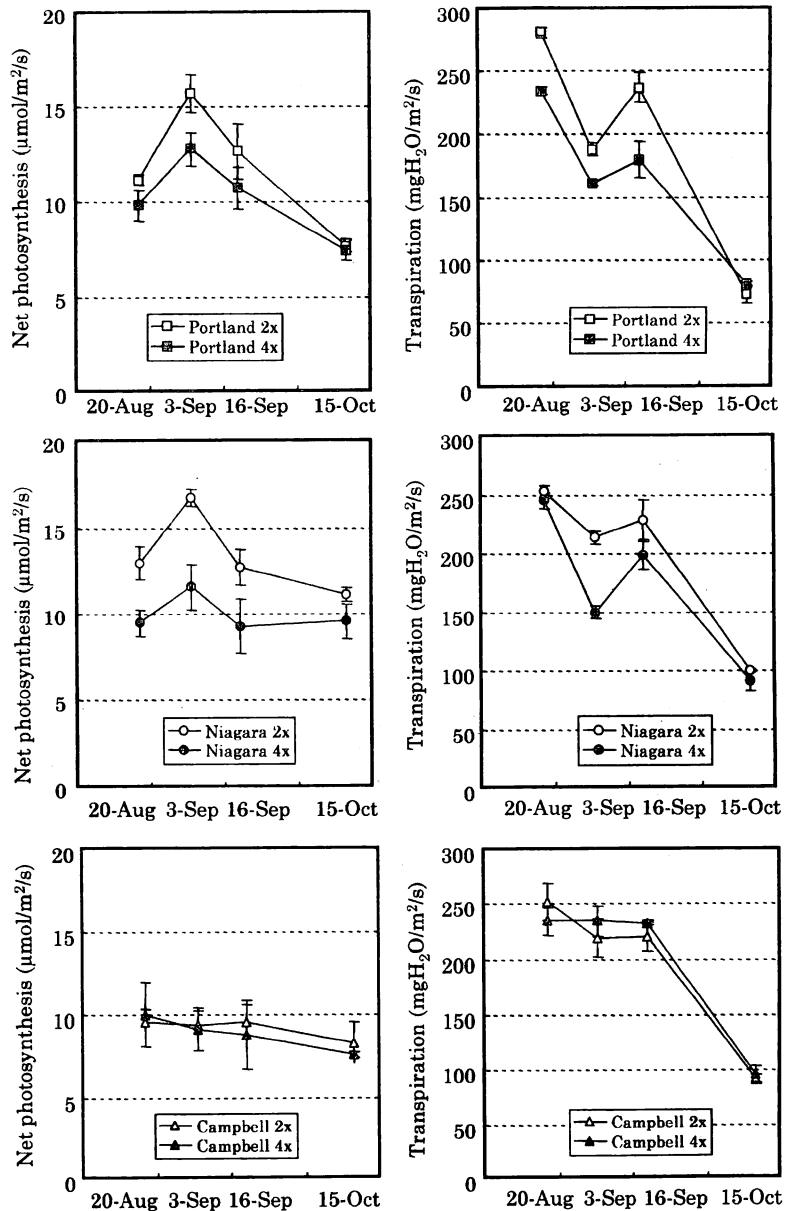 Net photosynthesis (μmol/m²/s)
20
15
10
5
0
Portland 2x
Portland 4x
20-Aug 3-Sep 16-Sep 15-Oct
Transpiration (mgH₂O/m²/s)
300
250
200
150
100
50
0
Portland 2x
Portland 4x
20-Aug 3-Sep 16-Sep 15-Oct
Net photosynthesis (μmol/m²/s)
20
15
10
5
0
Niagara 2x
Niagara 4x
20-Aug 3-Sep 16-Sep 15-Oct
Transpiration (mgH₂O/m²/s)
300
250
200
150
100
50
0
Niagara 2x
Niagara 4x
20-Aug 3-Sep 16-Sep 15-Oct
Net photosynthesis (μmol/m²/s)
20
15
10
5
0
Campbell 2x
Campbell 4x
20-Aug 3-Sep 16-Sep 15-Oct
Transpiration (mgH₂O/m²/s)
300
250
200
150
100
50
0
Campbell 2x
Campbell 4x
20-Aug 3-Sep 16-Sep 15-Oct